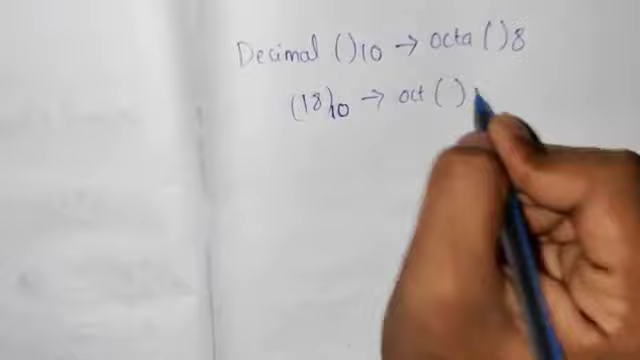 Decimal ()10 → octa ()8
(18)10 → oct ()